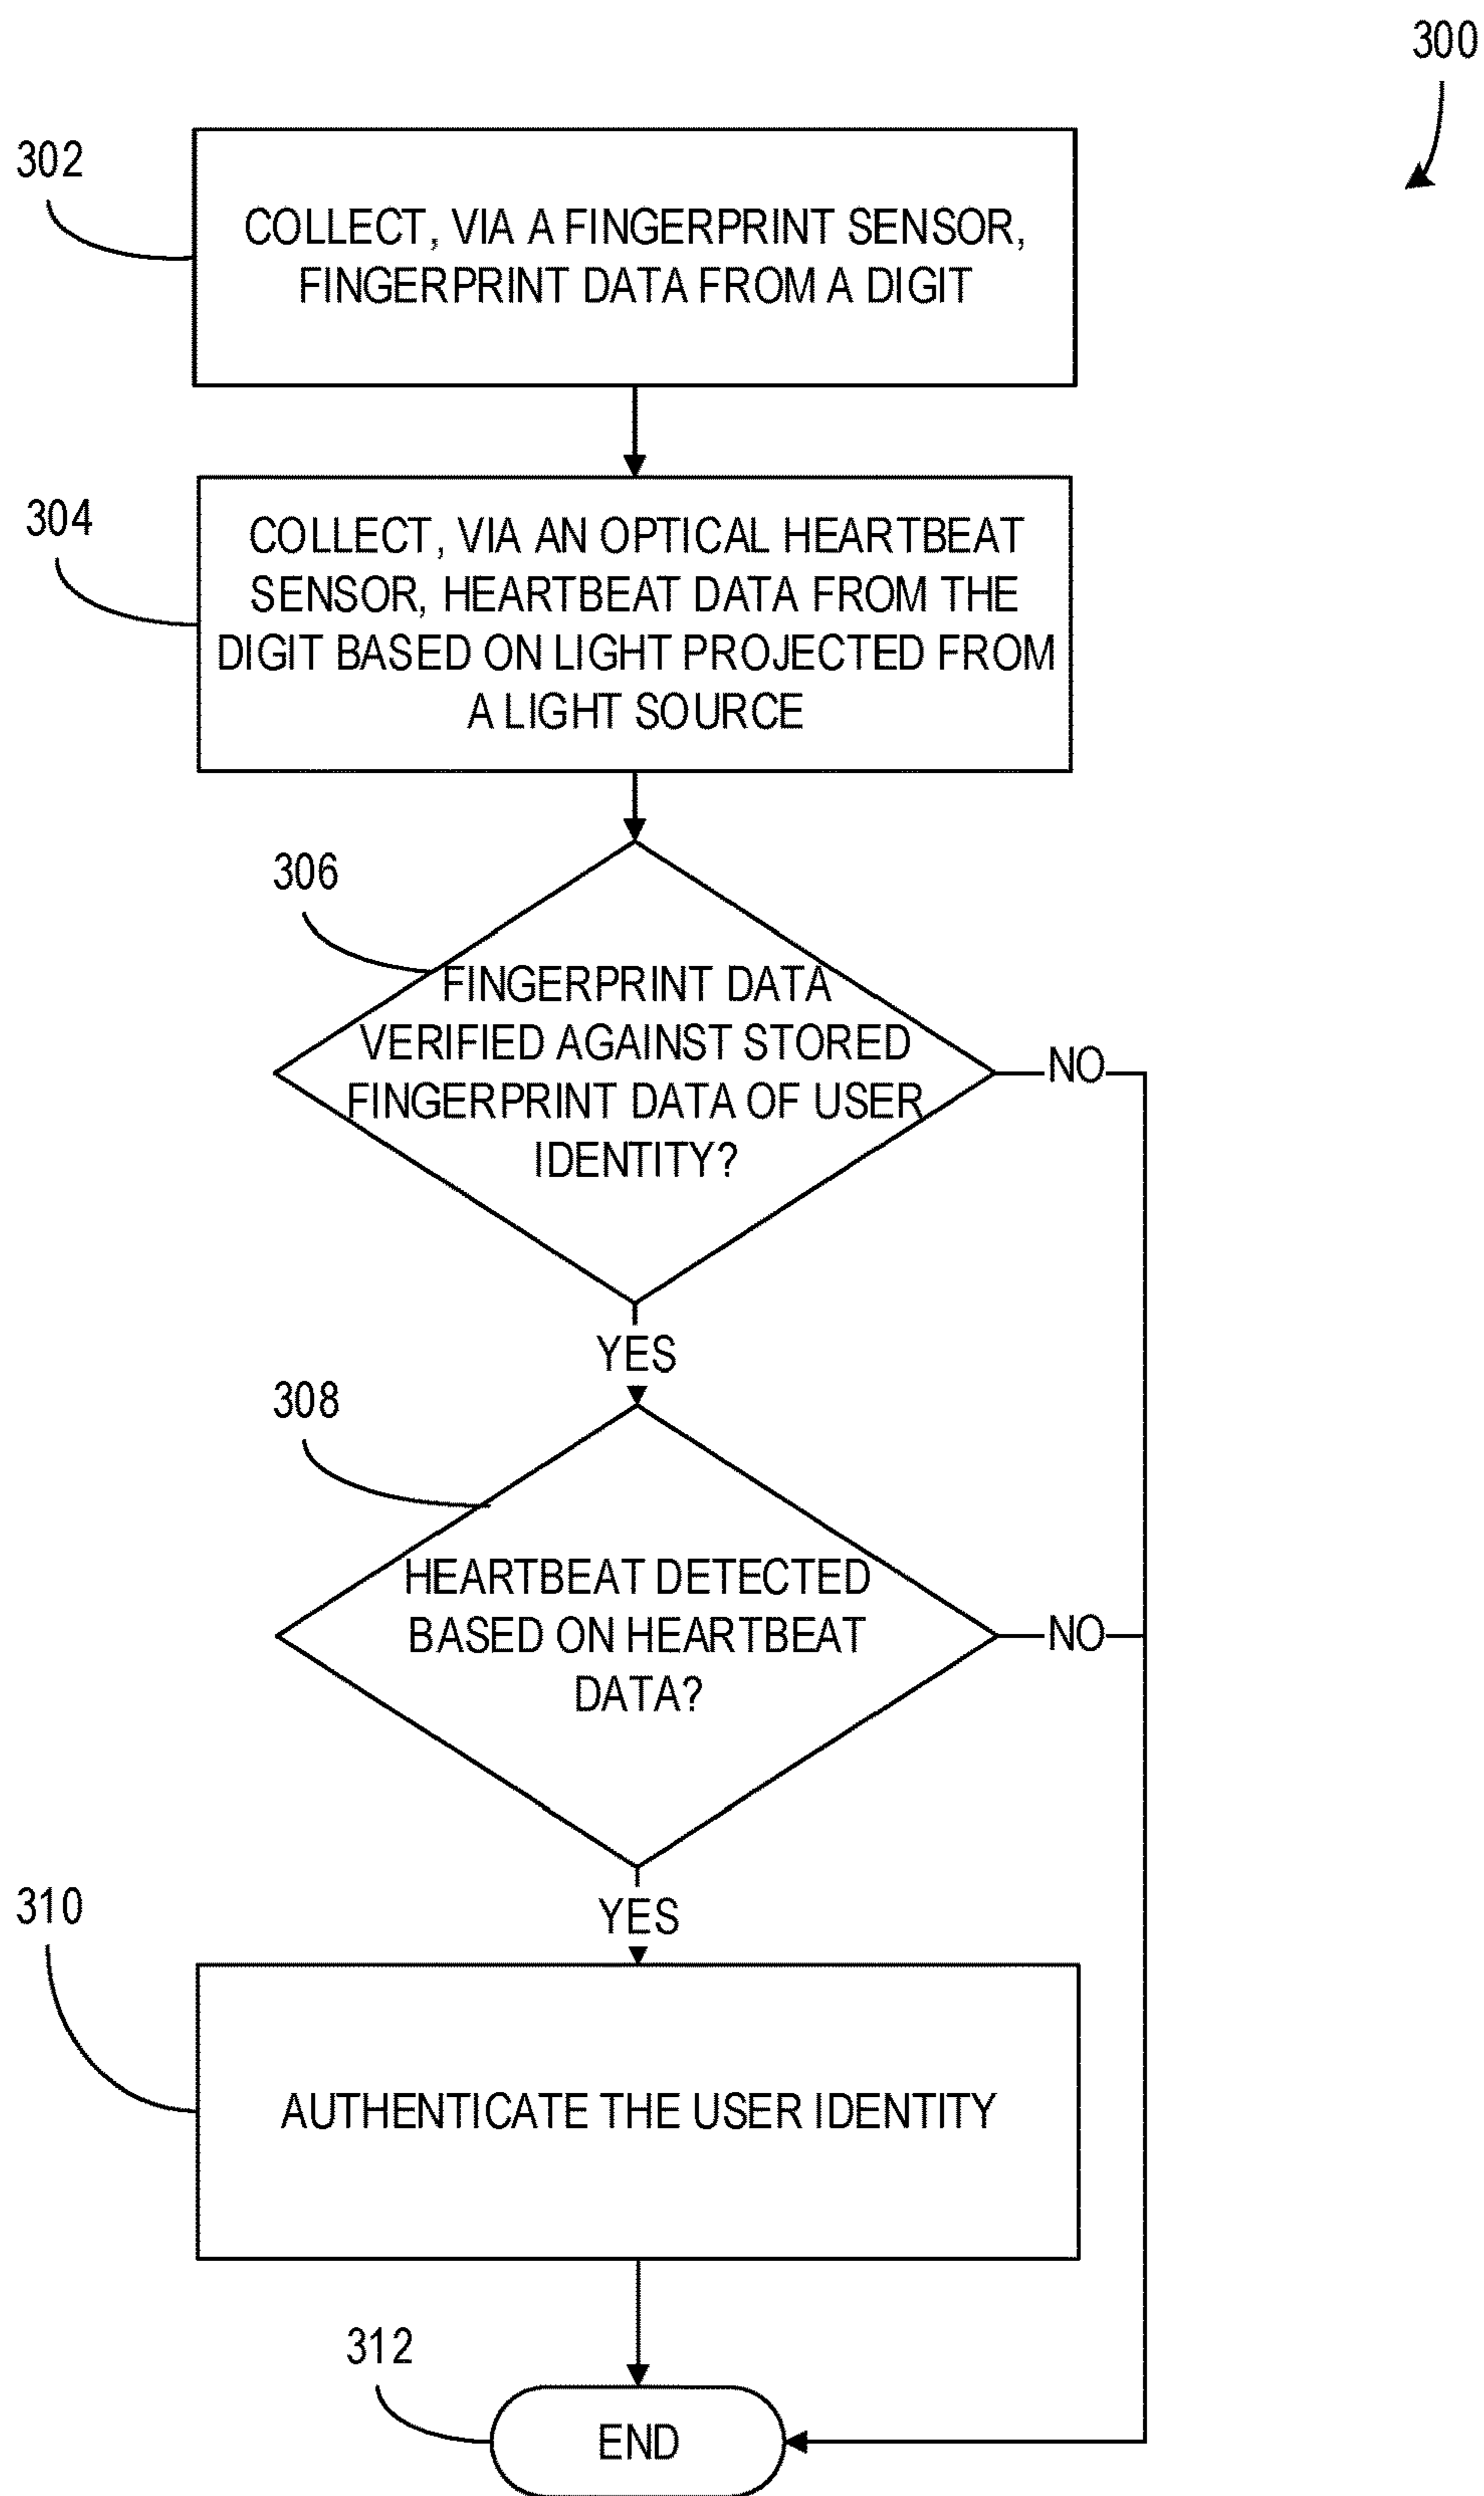 300
302
COLLECT, VIA A FINGERPRINT SENSOR,
FINGERPRINT DATA FROM A DIGIT
304
COLLECT, VIA AN OPTICAL HEARTBEAT
SENSOR, HEARTBEAT DATA FROM THE
DIGIT BASED ON LIGHT PROJECTED FROM
A LIGHT SOURCE
306
FINGERPRINT DATA
VERIFIED AGAINST STORED
FINGERPRINT DATA OF USER
IDENTITY?
NO
YES
308
HEARTBEAT DETECTED
BASED ON HEARTBEAT
DATA?
NO
YES
310
AUTHENTICATE THE USER IDENTITY
312
END